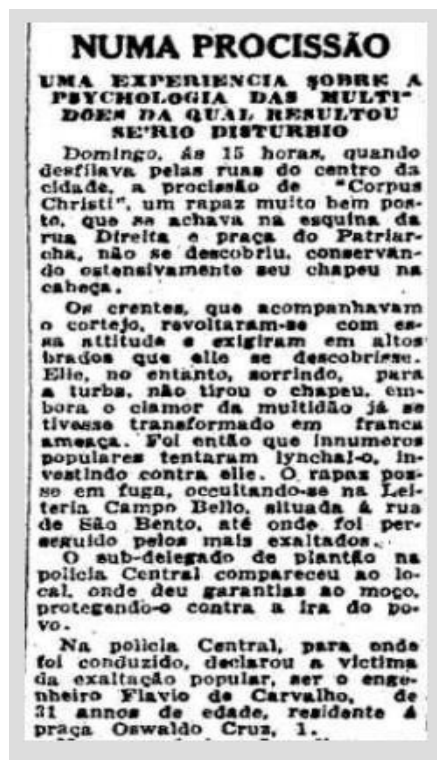 NUMA PROCISSÃO
UMA EXPERIENCIA SOBRE A
PSYCHOLOGIA DAS MULTI-
DOES DA QUAL RESULTOU
SE'RIO DISTURBIO
Domingo, ás 15 horas, quando
desfilava pelas ruas do centro da
cidade, a procissão de "Corpus
Christi", um rapaz muito bem pos-
to, que se achava na esquina da
rua Direita e praça do Patriar-
cha, não se descobriu, conservan-
do ostensivamente seu chapeu na
cabeça.
Os crentes, que acompanhavam
o cortejo, revoltaram-se com es-
sa attitude e exigiram em altos
brados que elle se descobrisse.
Elle, no entanto, sorrindo, para
a turba, não tirou o chapeu, em-
bora o clamor da multidão já se
tivesse transformado em franca
ameaça. Foi então que innumeros
populares tentaram lynchal-o, in-
vestindo contra elle. O rapaz poz-
se em fuga, occultando-se na Lei-
teria Campo Bello, situada á rua
de São Bento, até onde foi per-
seguido pelos mais exaltados.
O sub-delegado de plantão na
policia Central compareceu ao lo-
cal, onde deu garantias ao moço,
protegendo-o contra a ira do po-
vo.
Na policia Central, para onde
foi conduzido, declarou a victima
da exaltação popular, ser o enge-
nheiro Flavio de Carvalho, de
31 annos de edade, residente á
praça Oswaldo Cruz, 1.